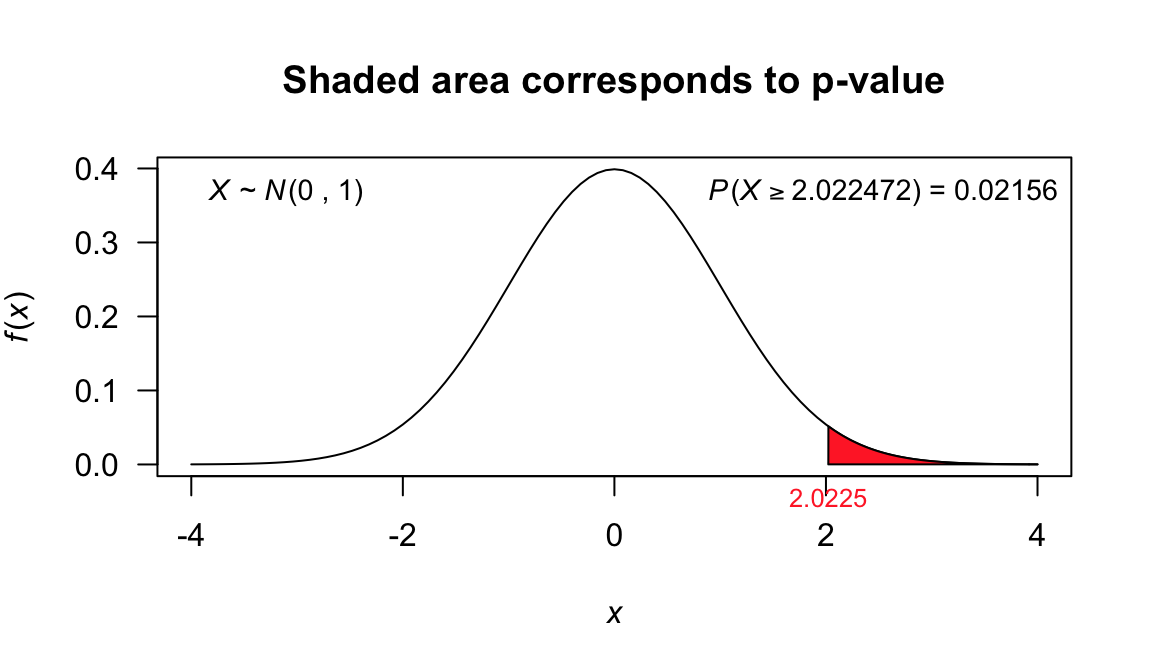 Shaded area corresponds to p-value
X ~ N(0 , 1)
P(X ≥ 2.022472) = 0.02156
f(x)
0.4
0.3
0.2
0.1
0.0
2.0225
-4 -2 0 2 4
x